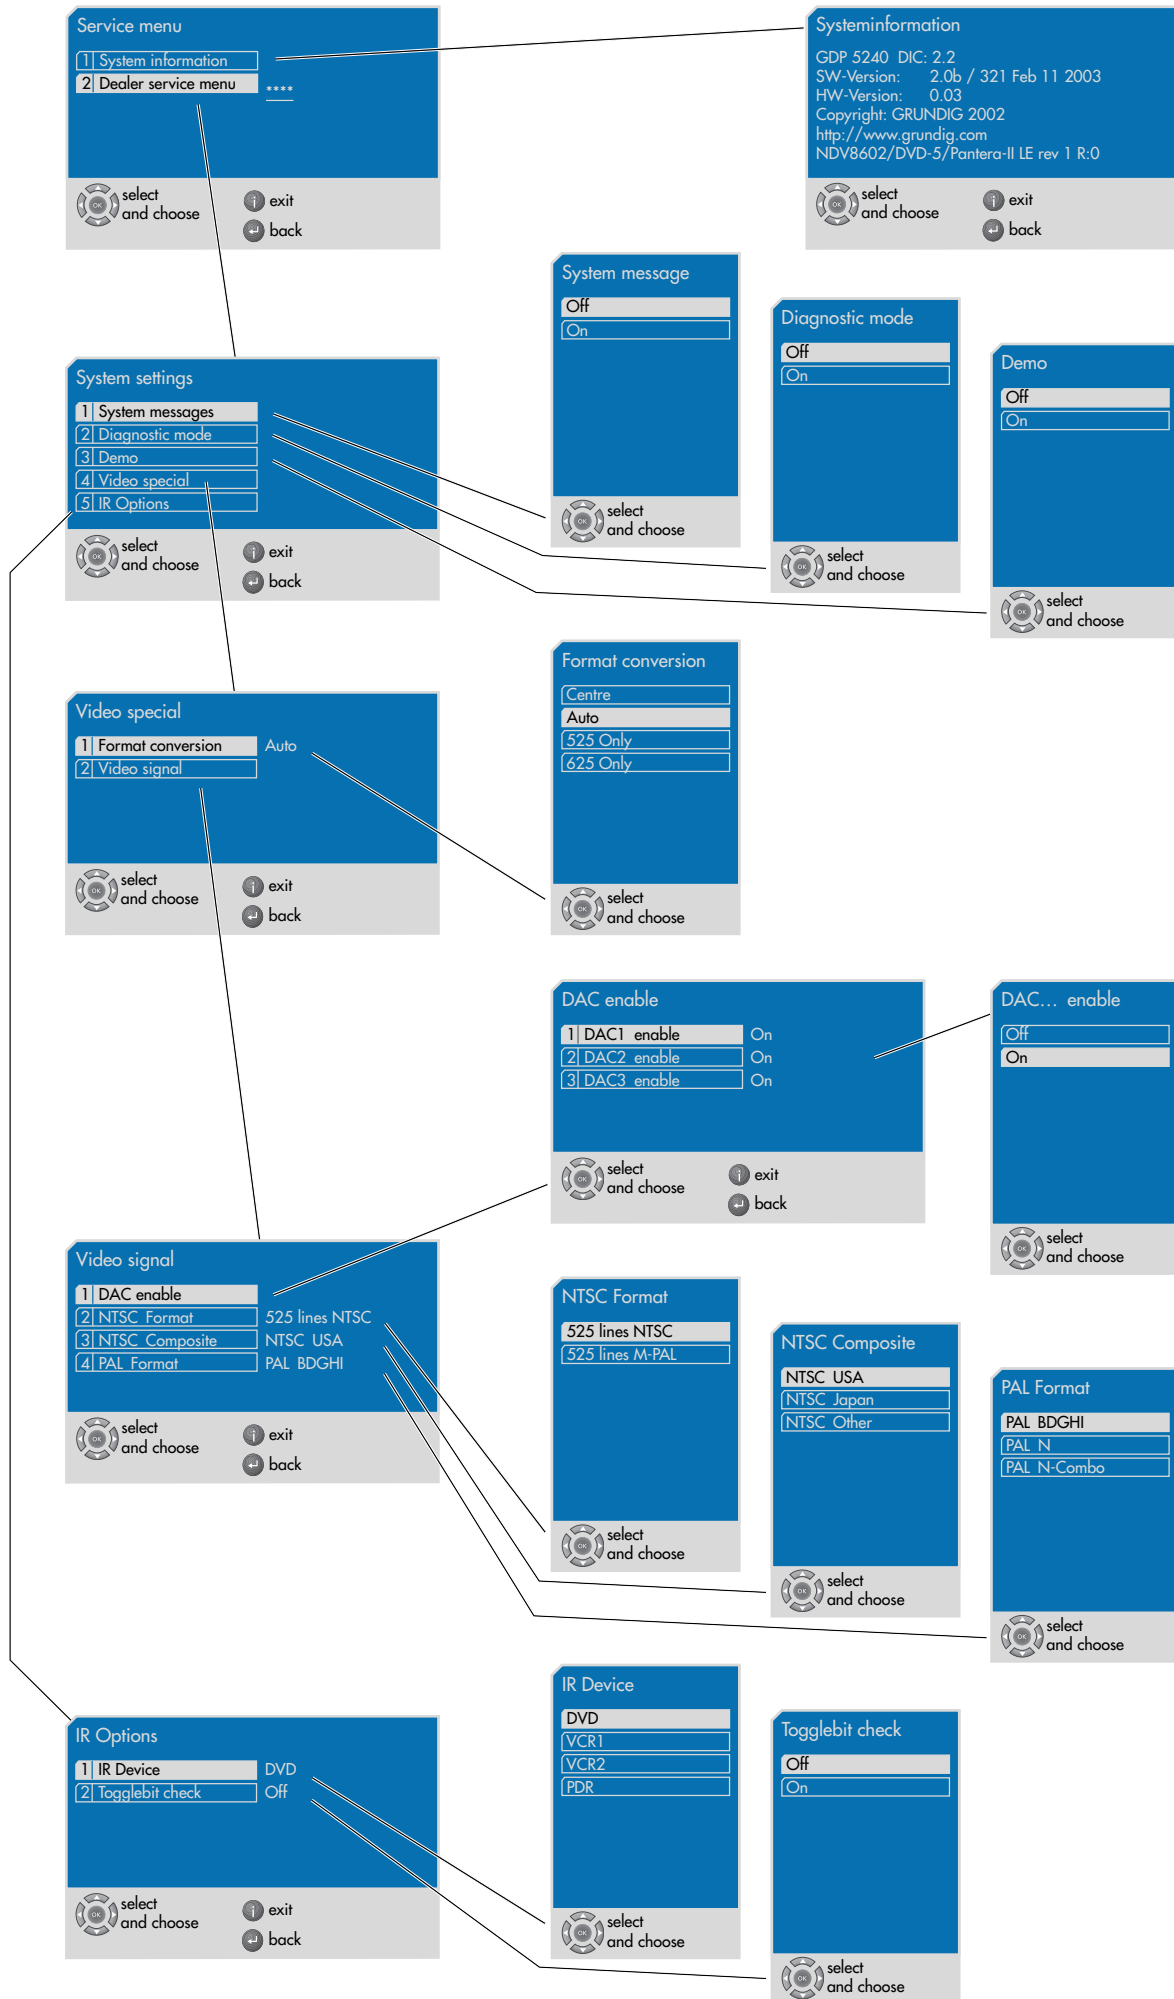 Service menu
1 System information
2 Dealer service menu ****
select
and choose
exit
back
Systeminformation
GDP 5240 DIC: 2.2
SW-Version: 2.0b / 321 Feb 11 2003
HW-Version: 0.03
Copyright: GRUNDIG 2002
http://www.grundig.com
NDV8602/DVD-5/Pantera-II LE rev 1 R:0
select
and choose
exit
back
System message
Off
On
select
and choose
Diagnostic mode
Off
On
select
and choose
Demo
Off
On
select
and choose
System settings
1 System messages
2 Diagnostic mode
3 Demo
4 Video special
5 IR Options
select
and choose
exit
back
Format conversion
Centre
Auto
525 Only
625 Only
select
and choose
Video special
1 Format conversion Auto
2 Video signal
select
and choose
exit
back
DAC enable
1 DAC1 enable On
2 DAC2 enable On
3 DAC3 enable On
select
and choose
exit
back
DAC... enable
Off
On
select
and choose
Video signal
1 DAC enable
2 NTSC Format 525 lines NTSC
3 NTSC Composite NTSC USA
4 PAL Format PAL BDGHI
select
and choose
exit
back
NTSC Format
525 lines NTSC
525 lines M-PAL
select
and choose
NTSC Composite
NTSC USA
NTSC Japan
NTSC Other
select
and choose
PAL Format
PAL BDGHI
PAL N
PAL N-Combo
select
and choose
IR Options
1 IR Device DVD
2 Togglebit check Off
select
and choose
exit
back
IR Device
DVD
VCR1
VCR2
PDR
select
and choose
Togglebit check
Off
On
select
and choose